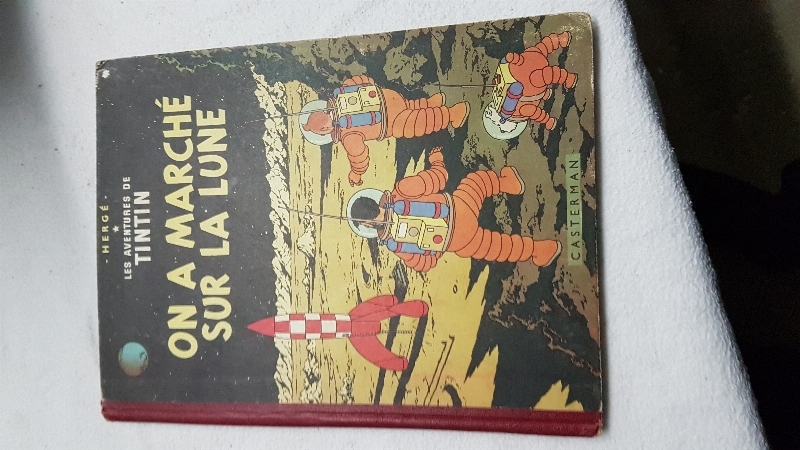 - HERGÉ -
★
LES AVENTURES DE
TINTIN
ON A MARCHÉ
SUR LA LUNE
CASTERMAN